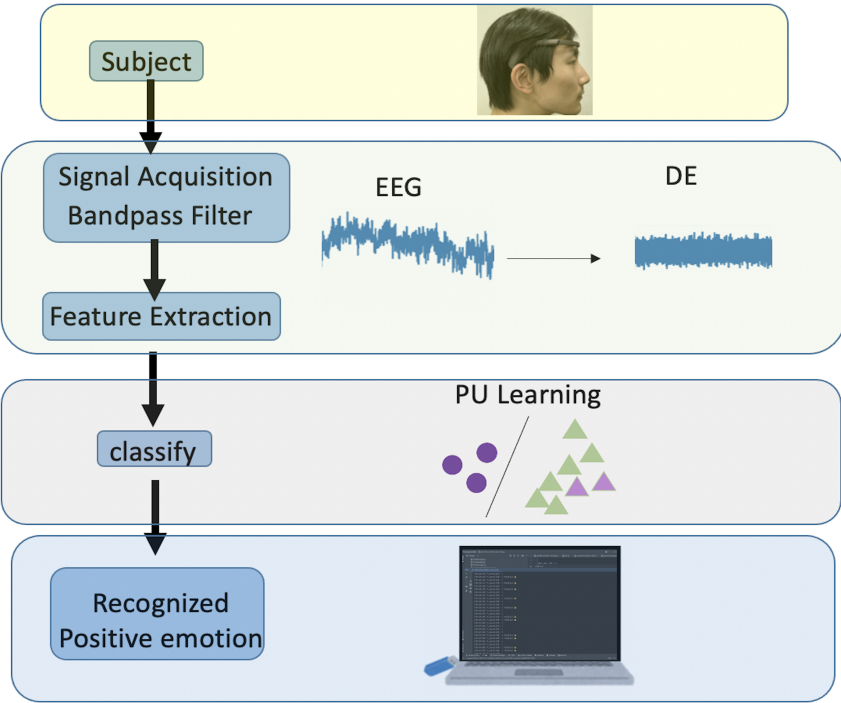 Subject
Signal Acquisition
Bandpass Filter
EEG
DE
Feature Extraction
PU Learning
classify
Recognized
Positive emotion